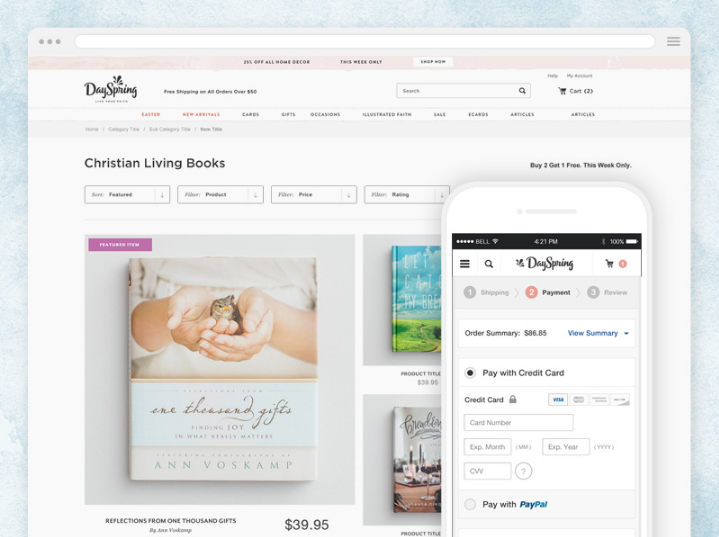 25% OFF ALL HOME DECOR THIS WEEK ONLY SHOP NOW
Help My Account
DaySpring
LIVE YOUR FAITH
Free Shipping on All Orders Over $50
Search
Cart (2)
EASTER NEW ARRIVALS CARDS GIFTS OCCASIONS ILLUSTRATED FAITH SALE ECARDS ARTICLES ARTICLES
Home / Category Title / Sub Category Title / Item Title
Christian Living Books
Buy 2 Get 1 Free. This Week Only.
Sort: Featured
Filter: Product
Filter: Price
Filter: Rating
FEATURED ITEM
REFLECTIONS FROM
one thousand gifts
FINDING JOY
IN WHAT REALLY MATTERS
FEATURING PHOTOGRAPHY BY
ANN VOSKAMP
REFLECTIONS FROM ONE THOUSAND GIFTS
By Ann Voskamp
$39.95
PRODUCT TITLE
$39.95
PRODUCT TITLE
BELL 4:21 PM 100%
DaySpring
1 Shipping 2 Payment 3 Review
Order Summary: $86.85 View Summary
Pay with Credit Card
Credit Card
VISA
Card Number
Exp. Month (MM) Exp. Year (YYYY)
CVV ?
Pay with PayPal